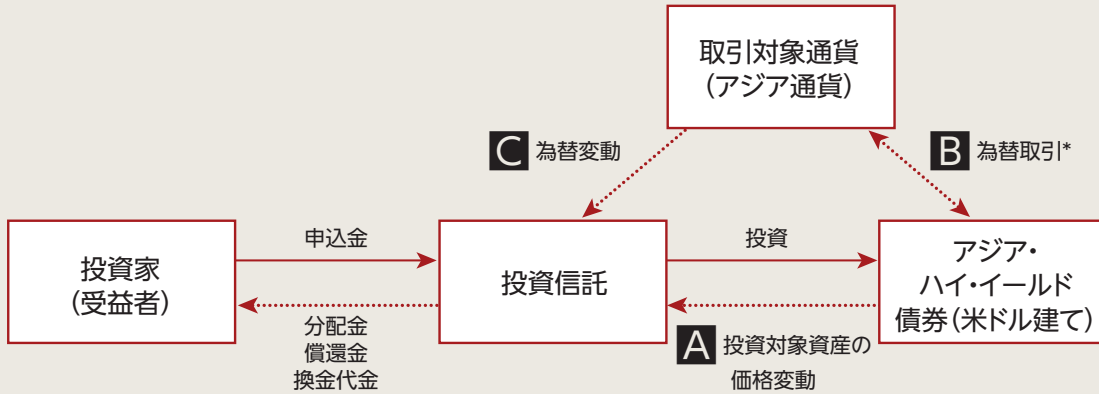 取引対象通貨
（アジア通貨）
C 為替変動
B 為替取引*
投資家
（受益者）
申込金
分配金
償還金
換金代金
投資信託
投資
A 投資対象資産の
価格変動
アジア・
ハイ・イールド
債券（米ドル建て）